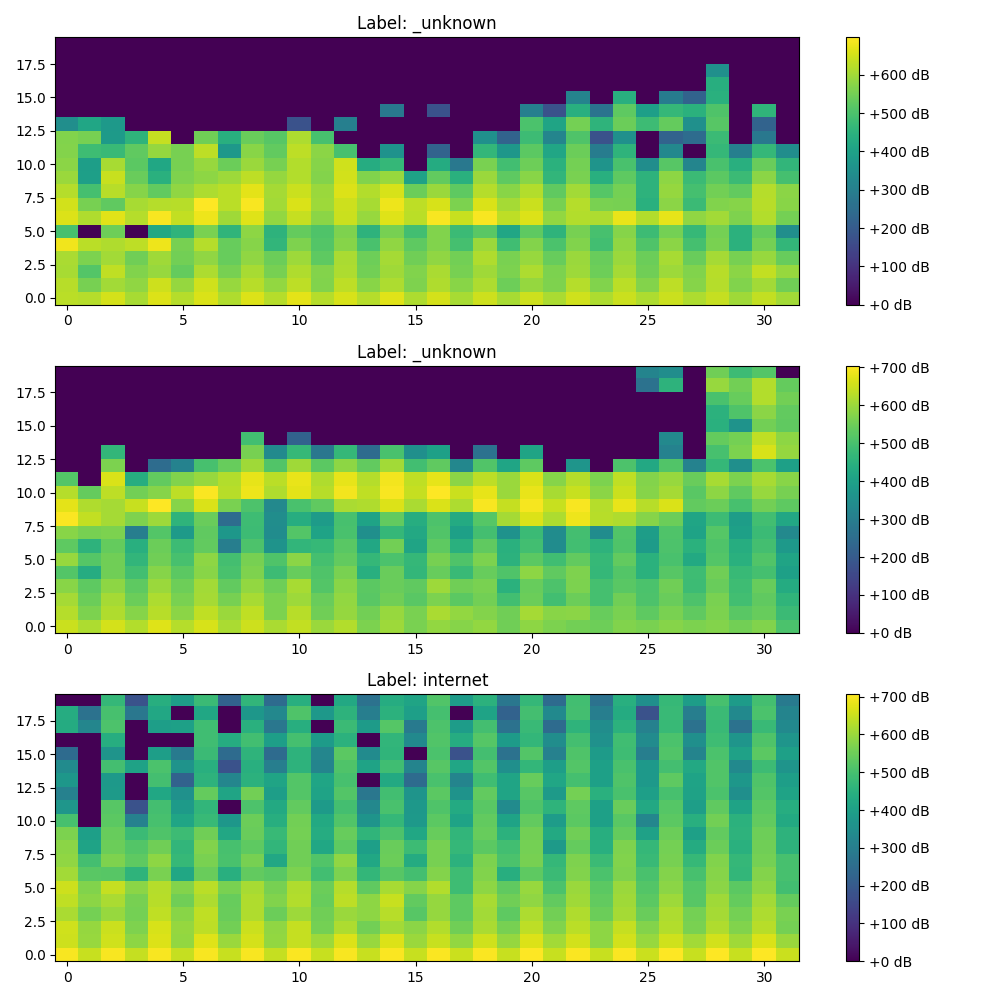 Label: _unknown
17.5
15.0
12.5
10.0
7.5
5.0
2.5
0.0
0 5 10 15 20 25 30
+600 dB
+500 dB
+400 dB
+300 dB
+200 dB
+100 dB
+0 dB
Label: _unknown
17.5
15.0
12.5
10.0
7.5
5.0
2.5
0.0
0 5 10 15 20 25 30
+700 dB
+600 dB
+500 dB
+400 dB
+300 dB
+200 dB
+100 dB
+0 dB
Label: internet
17.5
15.0
12.5
10.0
7.5
5.0
2.5
0.0
0 5 10 15 20 25 30
+700 dB
+600 dB
+500 dB
+400 dB
+300 dB
+200 dB
+100 dB
+0 dB